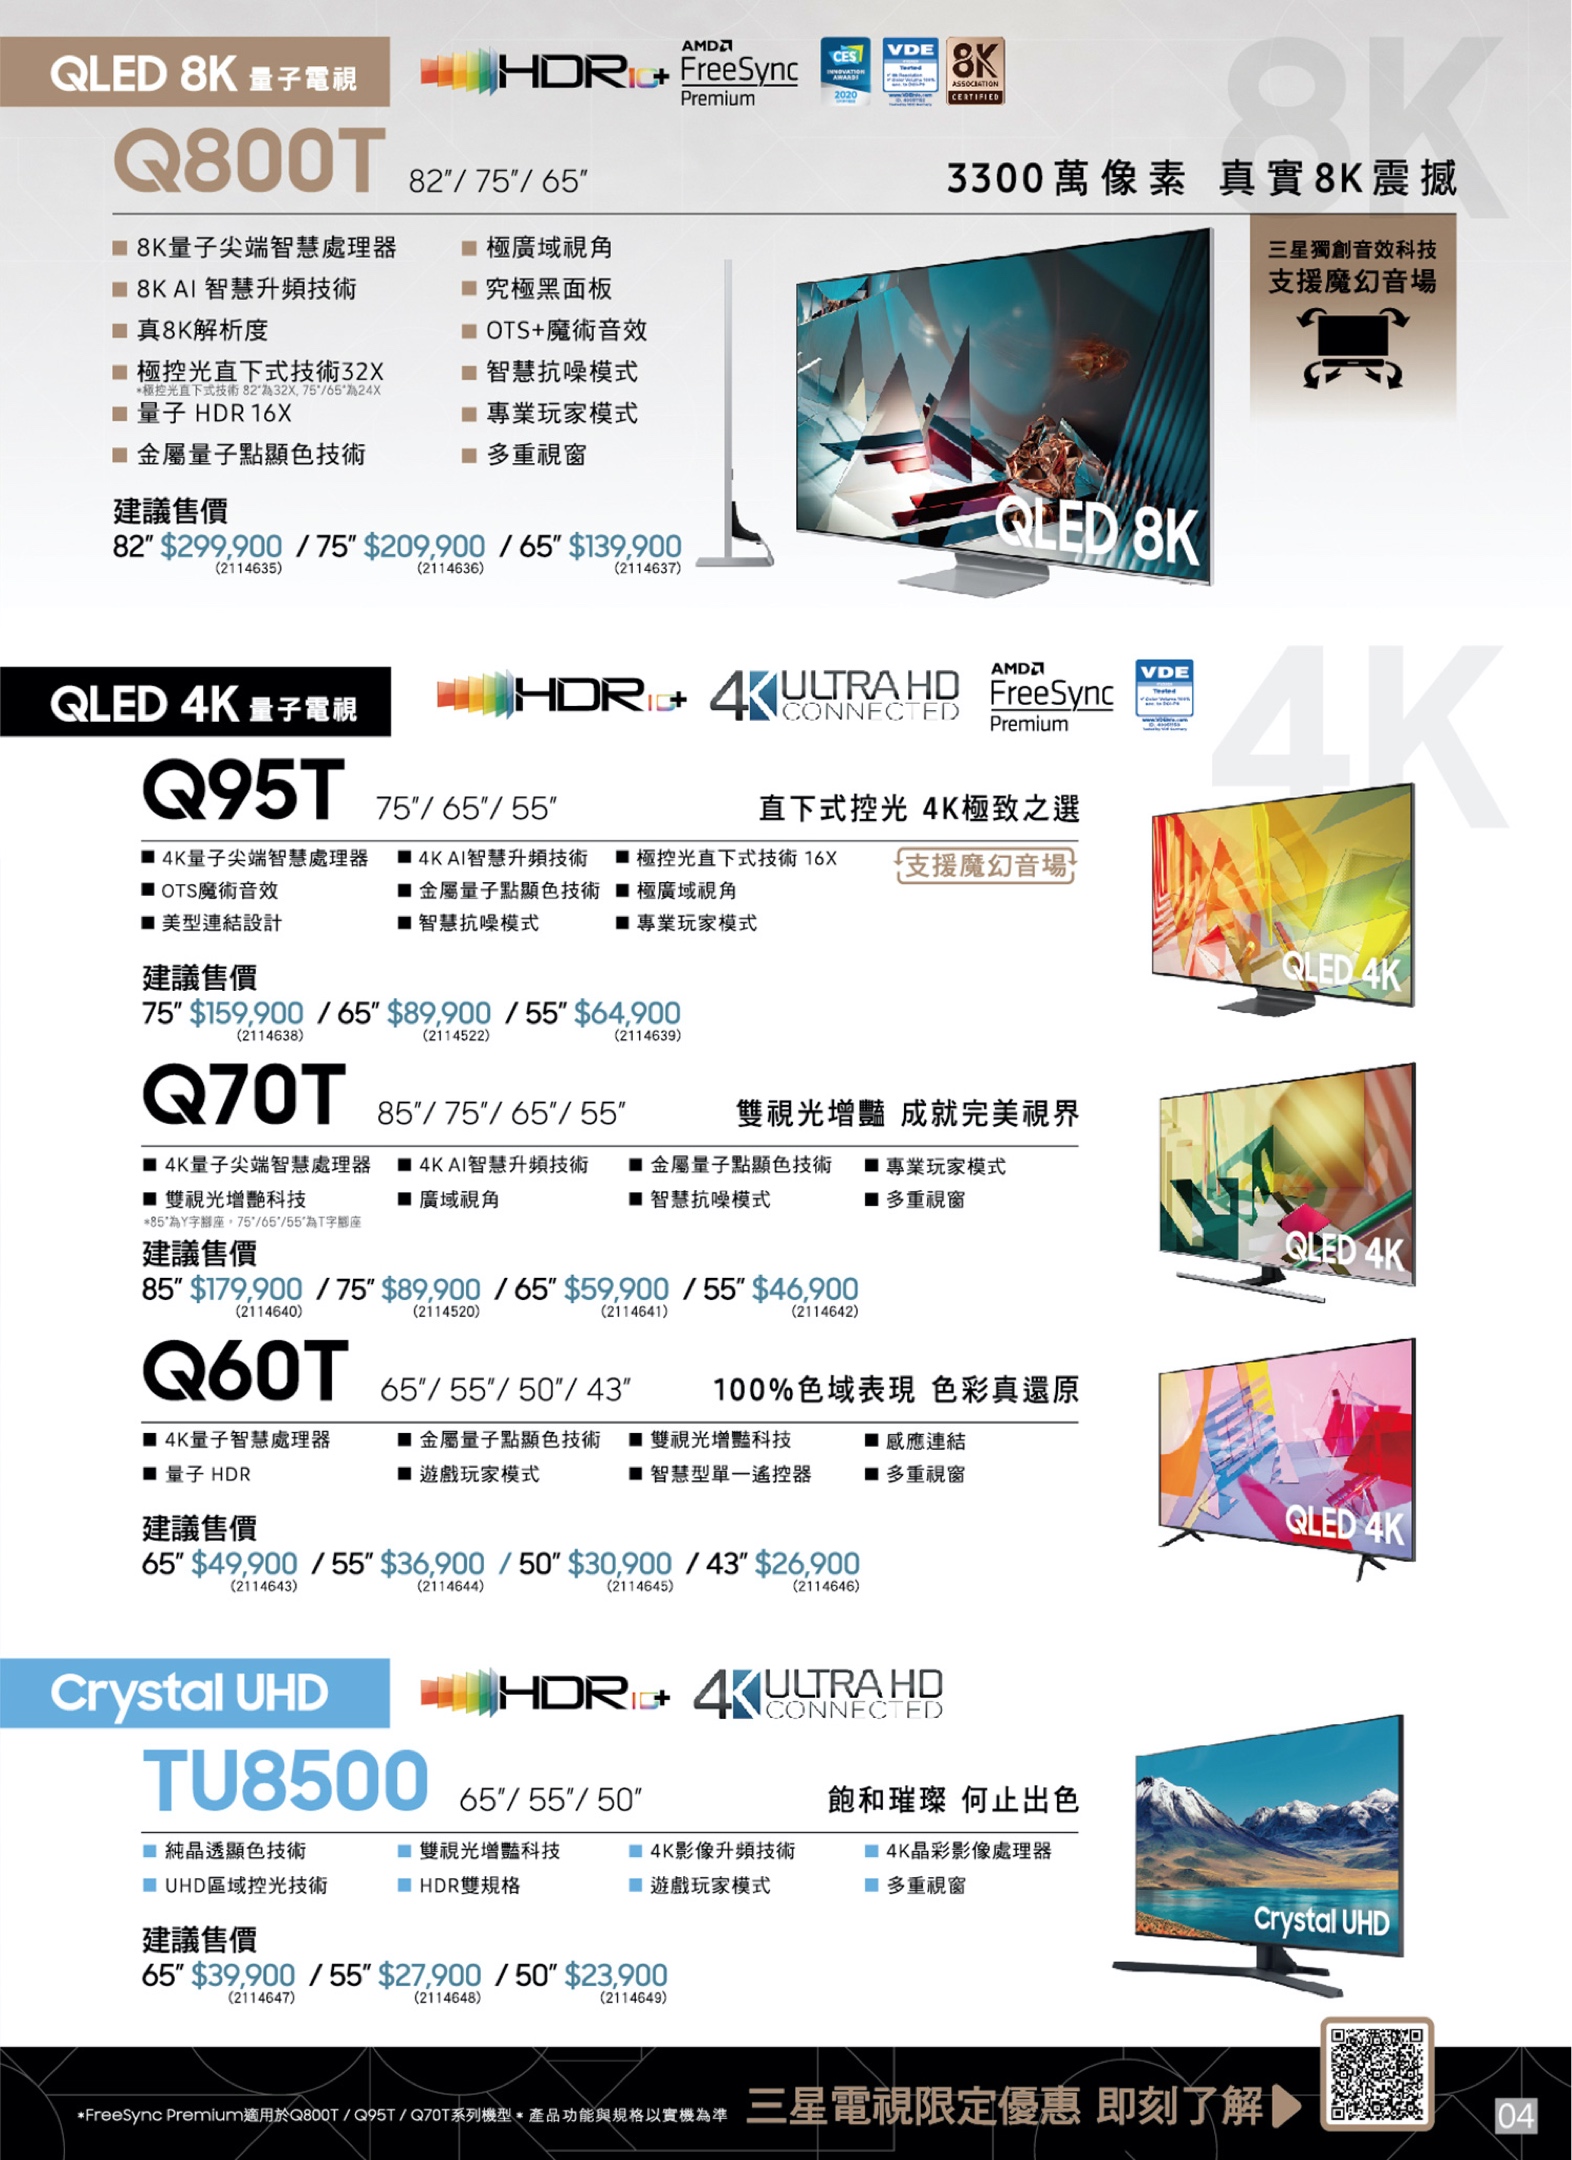 QLED 8K 量子電視
HDR10+
AMD
FreeSync
Premium
CES
INNOVATION
AWARDS
2020
VDE
Tested
8K
ASSOCIATION
CERTIFIED
8K
Q800T 82"/ 75"/ 65"
3300萬像素 真實8K震撼
■ 8K量子尖端智慧處理器
■ 8K AI 智慧升頻技術
■ 真8K解析度
■ 極控光直下式技術32X
*極控光直下式技術 82"為32X, 75"/65"為24X
■ 量子 HDR 16X
■ 金屬量子點顯色技術
■ 極廣域視角
■ 究極黑面板
■ OTS+魔術音效
■ 智慧抗噪模式
■ 專業玩家模式
■ 多重視窗
三星獨創音效科技
支援魔幻音場
QLED 8K
建議售價
82" $299,900 / 75" $209,900 / 65" $139,900
(2114635) (2114636) (2114637)
QLED 4K 量子電視
HDR10+
4K ULTRA HD
CONNECTED
AMD
FreeSync
Premium
VDE
Tested
4K
Q95T 75"/ 65"/ 55"
直下式控光 4K極致之選
■ 4K量子尖端智慧處理器 ■ 4K AI智慧升頻技術 ■ 極控光直下式技術 16X
■ OTS魔術音效 ■ 金屬量子點顯色技術 ■ 極廣域視角
■ 美型連結設計 ■ 智慧抗噪模式 ■ 專業玩家模式
支援魔幻音場
QLED 4K
建議售價
75" $159,900 / 65" $89,900 / 55" $64,900
(2114638) (2114522) (2114639)
Q70T 85"/ 75"/ 65"/ 55"
雙視光增豔 成就完美視界
■ 4K量子尖端智慧處理器 ■ 4K AI智慧升頻技術 ■ 金屬量子點顯色技術 ■ 專業玩家模式
■ 雙視光增艷科技 ■ 廣域視角 ■ 智慧抗噪模式 ■ 多重視窗
*85"為Y字腳座，75"/65"/55"為T字腳座
QLED 4K
建議售價
85" $179,900 / 75" $89,900 / 65" $59,900 / 55" $46,900
(2114640) (2114520) (2114641) (2114642)
Q60T 65"/ 55"/ 50"/ 43"
100%色域表現 色彩真還原
■ 4K量子智慧處理器 ■ 金屬量子點顯色技術 ■ 雙視光增豔科技 ■ 感應連結
■ 量子 HDR ■ 遊戲玩家模式 ■ 智慧型單一遙控器 ■ 多重視窗
QLED 4K
建議售價
65" $49,900 / 55" $36,900 / 50" $30,900 / 43" $26,900
(2114643) (2114644) (2114645) (2114646)
Crystal UHD
HDR10+
4K ULTRA HD
CONNECTED
TU8500 65"/ 55"/ 50"
飽和璀璨 何止出色
■ 純晶透顯色技術 ■ 雙視光增豔科技 ■ 4K影像升頻技術 ■ 4K晶彩影像處理器
■ UHD區域控光技術 ■ HDR雙規格 ■ 遊戲玩家模式 ■ 多重視窗
Crystal UHD
建議售價
65" $39,900 / 55" $27,900 / 50" $23,900
(2114647) (2114648) (2114649)
*FreeSync Premium適用於Q800T / Q95T / Q70T系列機型 * 產品功能與規格以實機為準
三星電視限定優惠 即刻了解▶
04